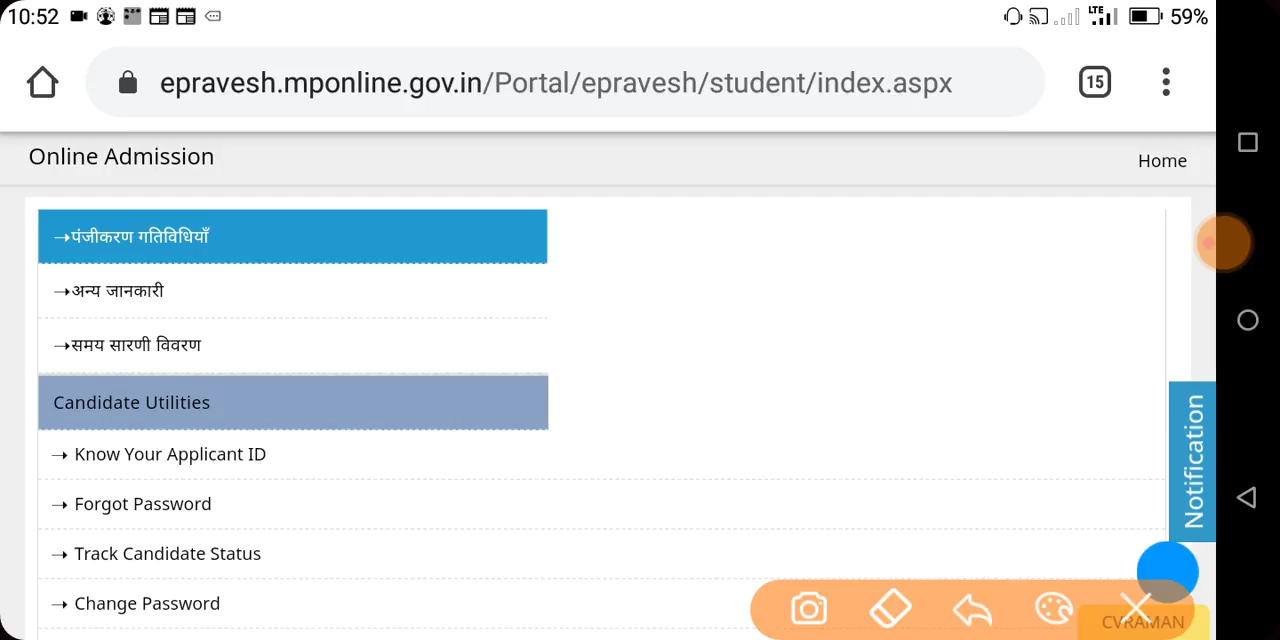 10:52
LTE 59%
epravesh.mponline.gov.in/Portal/epravesh/student/index.aspx
15
Online Admission
Home
→पंजीकरण गतिविधियाँ
→अन्य जानकारी
→समय सारणी विवरण
Candidate Utilities
→ Know Your Applicant ID
→ Forgot Password
→ Track Candidate Status
→ Change Password
Notification
CVRAMAN